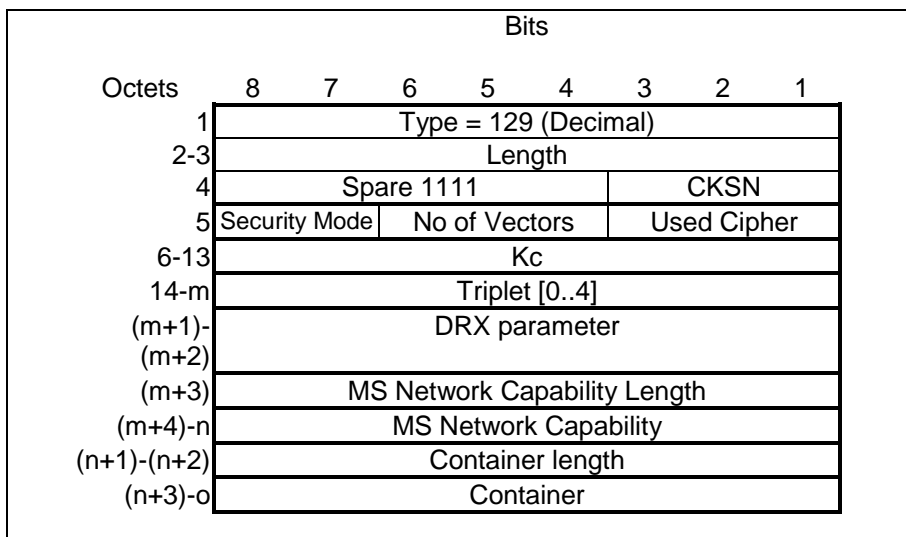 Bits
Octets 8 7 6 5 4 3 2 1
1 Type = 129 (Decimal)
2-3 Length
4 Spare 1111 CKSN
5 Security Mode No of Vectors Used Cipher
6-13 Kc
14-m Triplet [0..4]
(m+1)- DRX parameter
(m+2)
(m+3) MS Network Capability Length
(m+4)-n MS Network Capability
(n+1)-(n+2) Container length
(n+3)-o Container